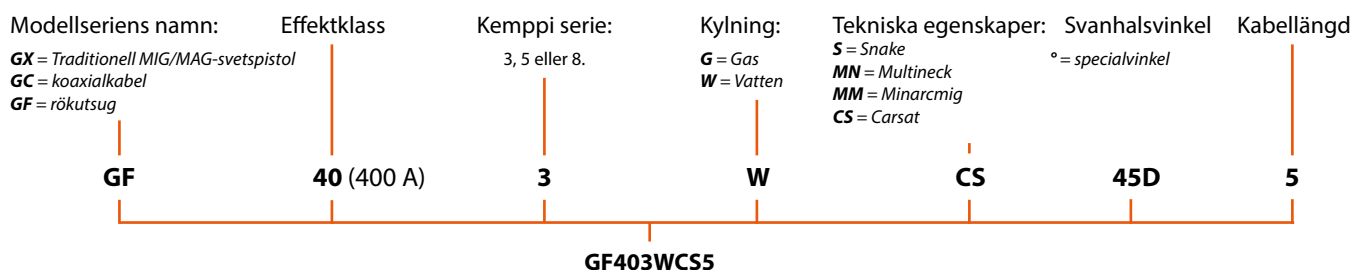 Modellseriens namn: Effektklass Kemppi serie: Kylning: Tekniska egenskaper: Svanhalsvinkel Kabellängd
GX = Traditionell MIG/MAG-svetspistol
GC = koaxialkabel
GF = rökutsug
3, 5 eller 8.
G = Gas
W = Vatten
S = Snake
MN = Multineck
MM = Minarcmig
CS = Carsat
° = specialvinkel
GF 40 (400 A) 3 W CS 45D 5
GF403WCS5